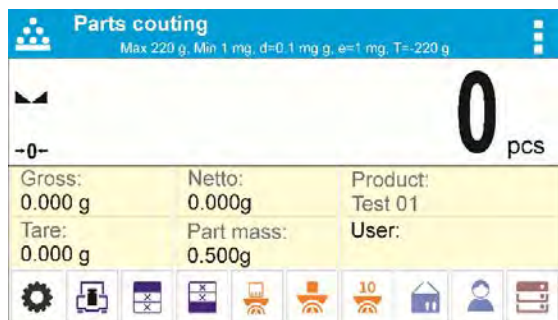 Parts couting
Max 220 g, Min 1 mg, d=0.1 mg g, e=1 mg, T=-220 g
0 pcs
→0←
Gross: Netto: Product:
0.000 g 0.000g Test 01
Tare: Part mass: User:
0.000 g 0.500g
10